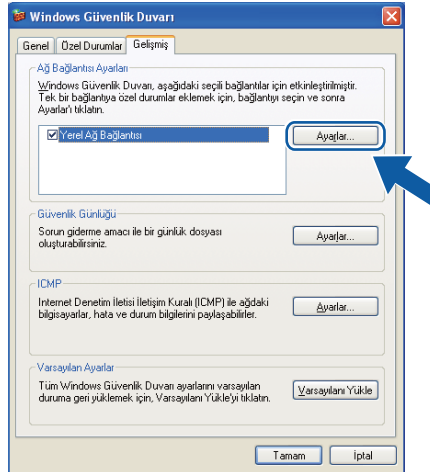 Windows Güvenlik Duvarı
Genel Özel Durumlar Gelişmiş
Ağ Bağlantısı Ayarları
Windows Güvenlik Duvarı, aşağıdaki seçili bağlantılar için etkinleştirilmiştir.
Tek bir bağlantıya özel durumlar eklemek için, bağlantıyı seçin ve sonra
Ayarlar'ı tıklatın.
Yerel Ağ Bağlantısı
Ayarlar...
Güvenlik Günlüğü
Sorun giderme amacı ile bir günlük dosyası
oluşturabilirsiniz.
Ayarlar...
ICMP
Internet Denetim İletisi İletişim Kuralı (ICMP) ile ağdaki
bilgisayarlar, hata ve durum bilgilerini paylaşabilirler.
Ayarlar...
Varsayılan Ayarlar
Tüm Windows Güvenlik Duvarı ayarlarını varsayılan
duruma geri yüklemek için, Varsayılanı Yükle'yi tıklatın.
Varsayılanı Yükle
Tamam İptal